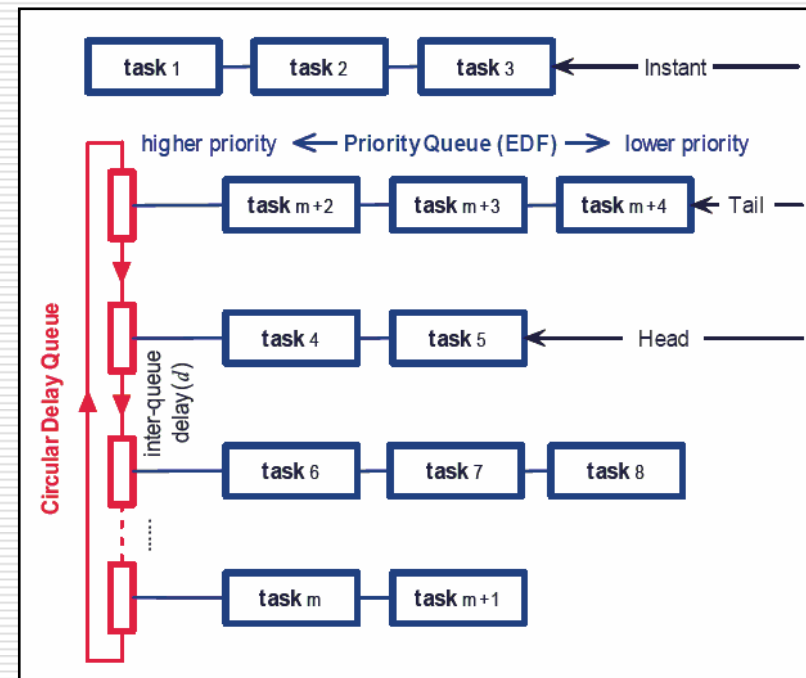 task 1 task 2 task 3 Instant
higher priority Priority Queue (EDF) lower priority
task m+2 task m+3 task m+4 Tail
Circular Delay Queue
task 4 task 5 Head
inter-queue
delay (d)
task 6 task 7 task 8
......
task m task m+1